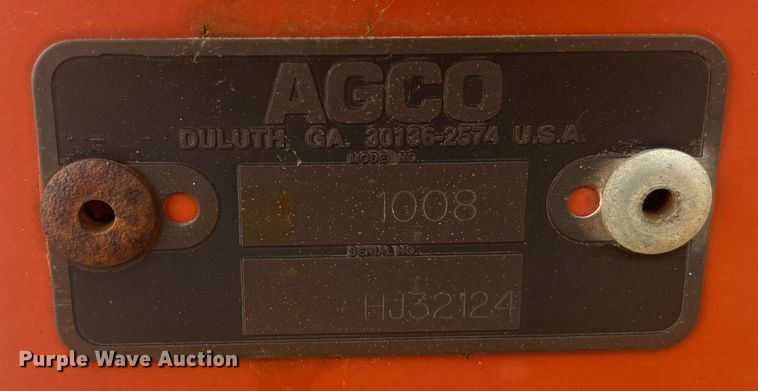 AGCO
DULUTH, GA. 30136-2574 U.S.A.
MODEL NO.
1008
SERIAL NO.
HJ32124
Purple Wave Auction